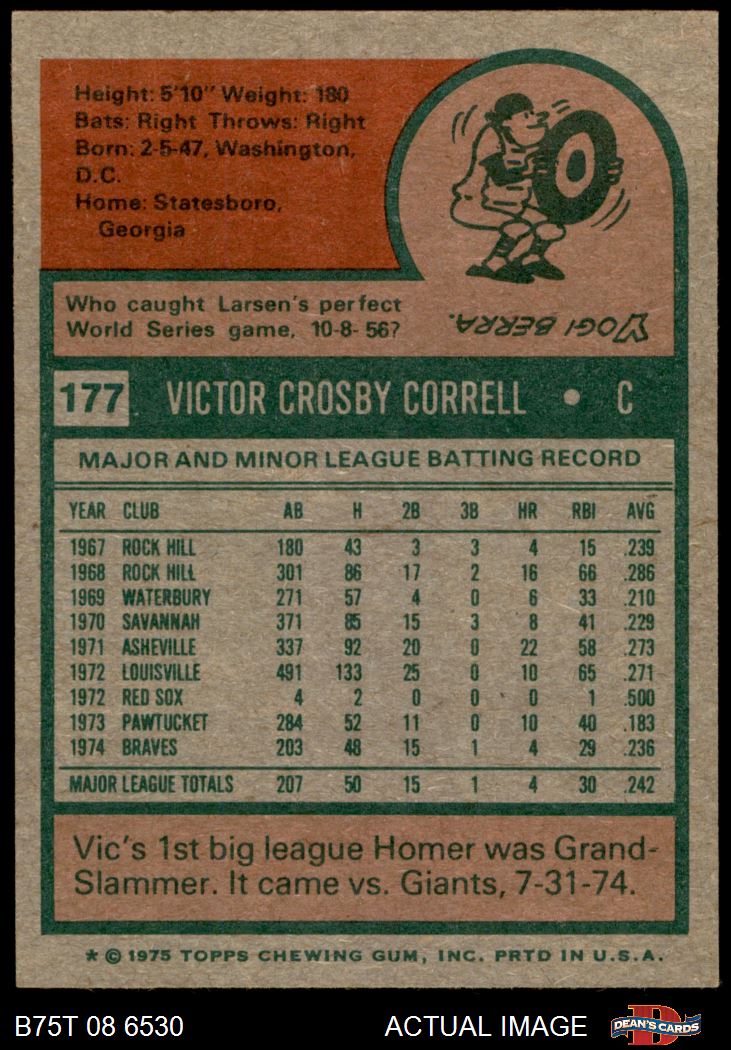 Height: 5'10" Weight: 180
Bats: Right Throws: Right
Born: 2-5-47, Washington,
D.C.
Home: Statesboro,
Georgia
Who caught Larsen's perfect
World Series game, 10-8-56?
YOGI BERRA.
177 VICTOR CROSBY CORRELL • C
MAJOR AND MINOR LEAGUE BATTING RECORD
YEAR CLUB AB H 2B 3B HR RBI AVG
1967 ROCK HILL 180 43 3 3 4 15 .239
1968 ROCK HILL 301 86 17 2 16 66 .286
1969 WATERBURY 271 57 4 0 6 33 .210
1970 SAVANNAH 371 85 15 3 8 41 .229
1971 ASHEVILLE 337 92 20 0 22 58 .273
1972 LOUISVILLE 491 133 25 0 10 65 .271
1972 RED SOX 4 2 0 0 0 1 .500
1973 PAWTUCKET 284 52 11 0 10 40 .183
1974 BRAVES 203 48 15 1 4 29 .236
MAJOR LEAGUE TOTALS 207 50 15 1 4 30 .242
Vic's 1st big league Homer was Grand-
Slammer. It came vs. Giants, 7-31-74.
* © 1975 TOPPS CHEWING GUM, INC. PRTD IN U.S.A.
B75T 08 6530 ACTUAL IMAGE
D
DEAN'S CARDS